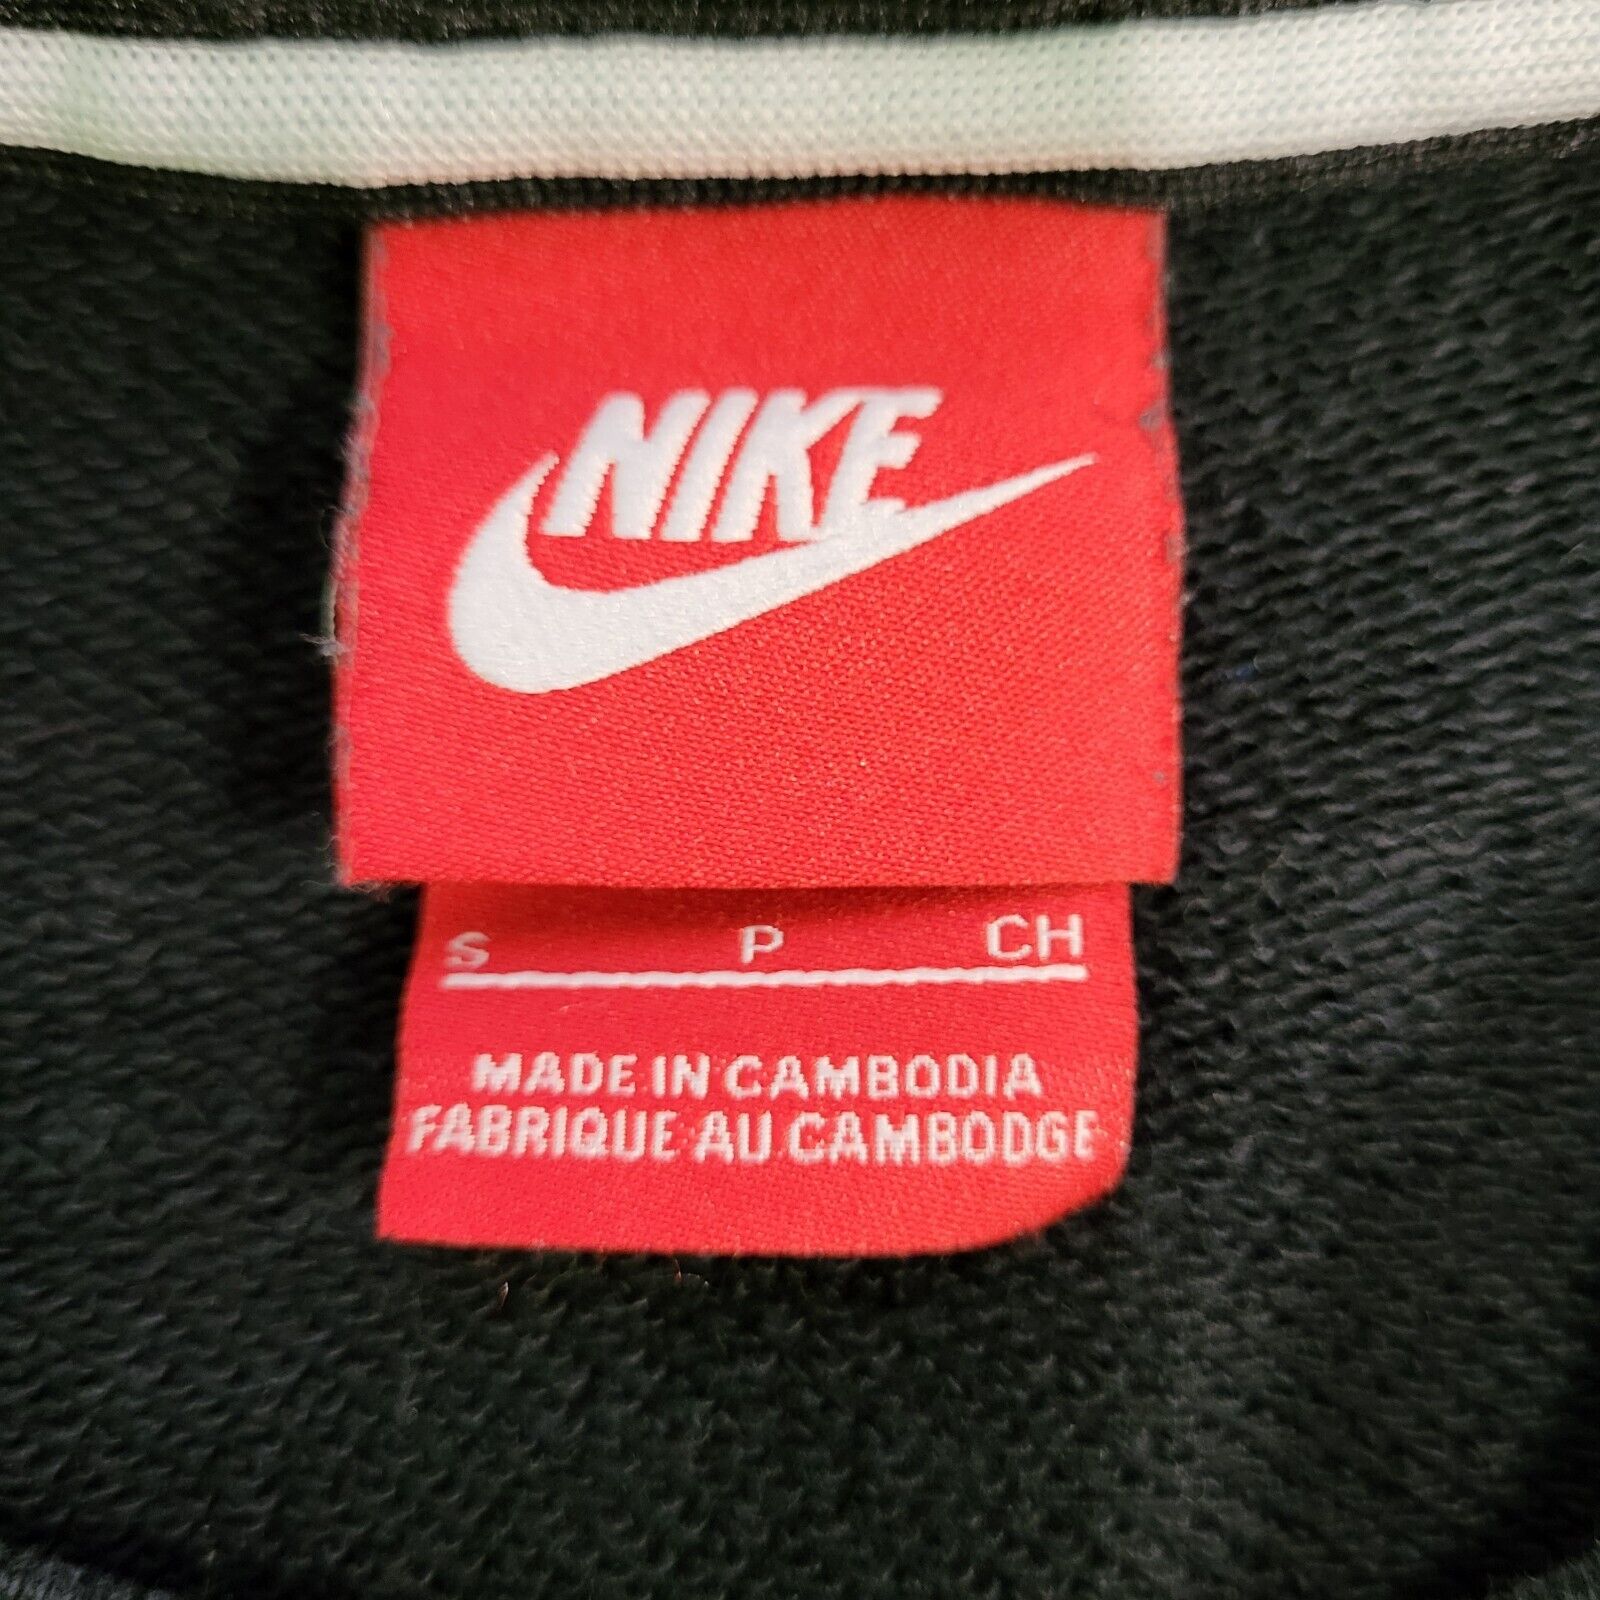 NIKE
S P CH
MADE IN CAMBODIA
FABRIQUE AU CAMBODGE